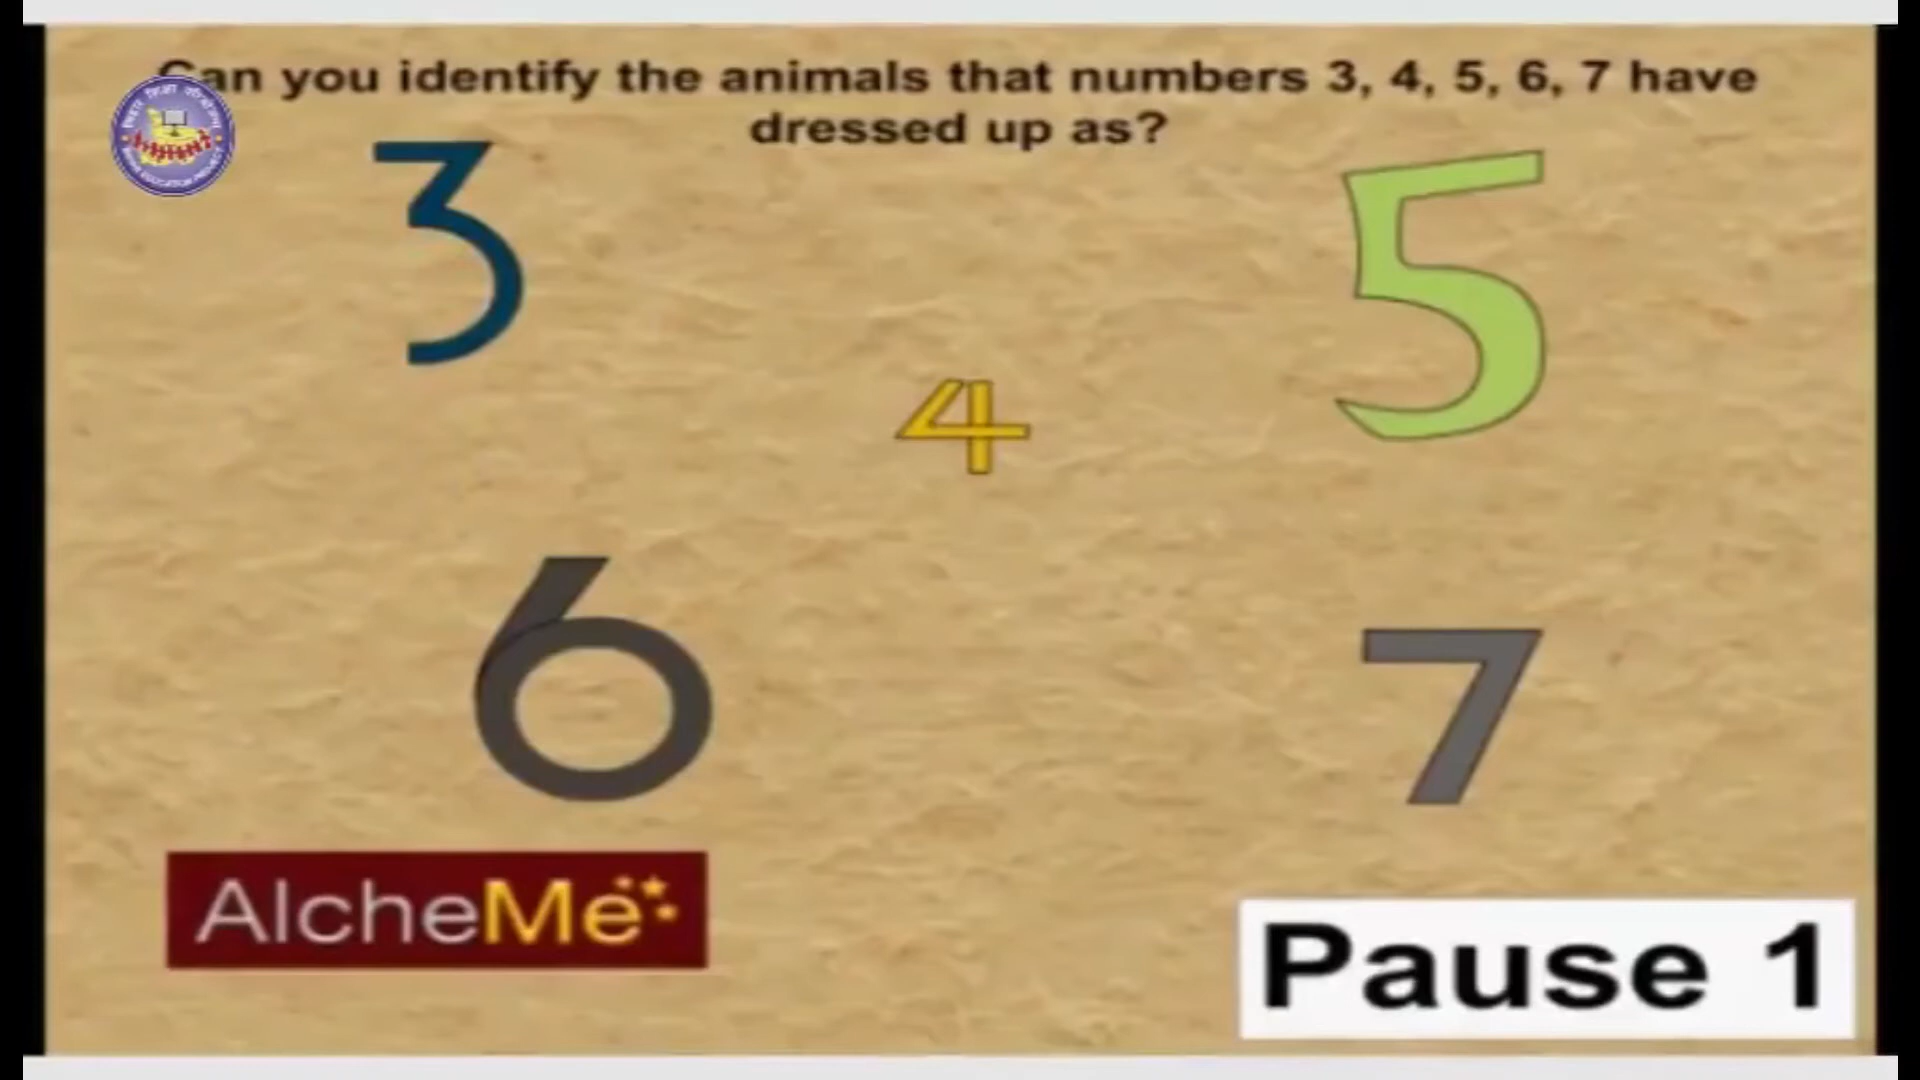 Can you identify the animals that numbers 3, 4, 5, 6, 7 have
dressed up as?
3
5
4
6
7
AlcheMe
Pause 1